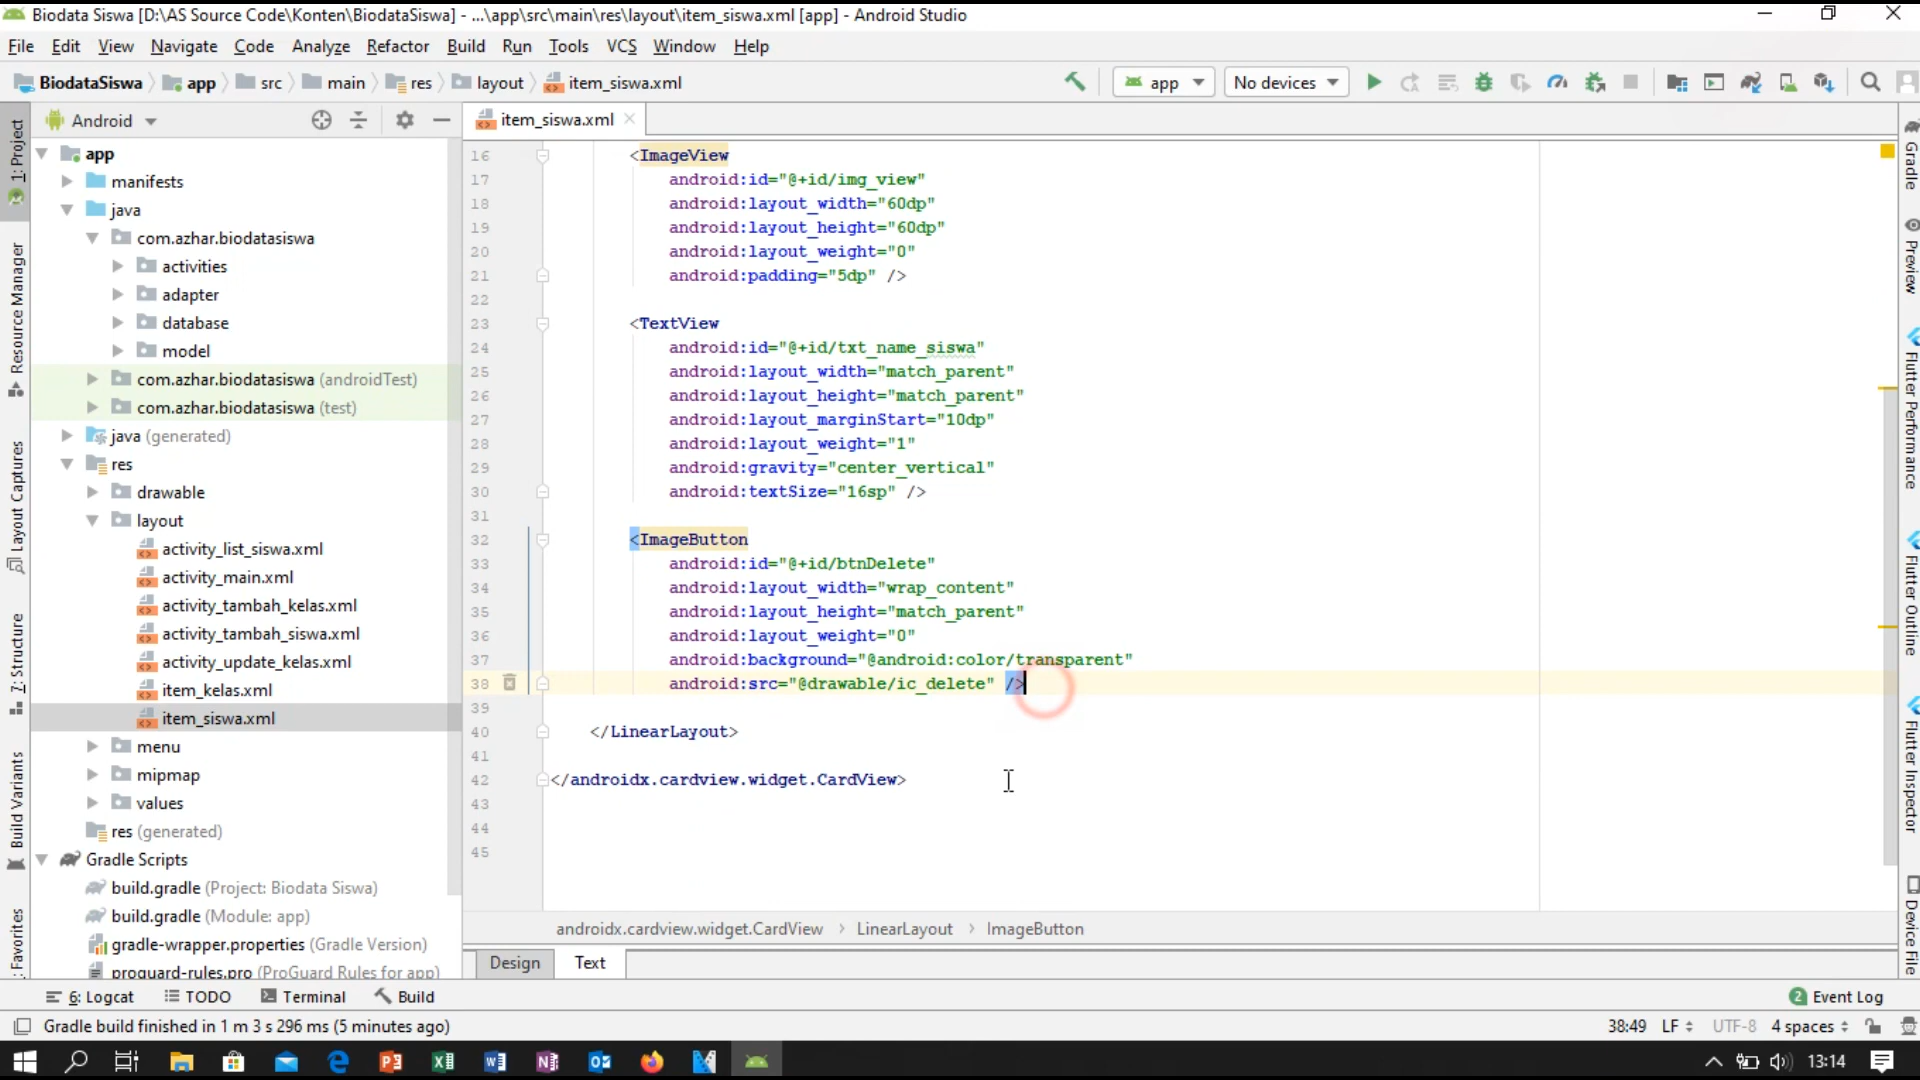 Biodata Siswa [D:\AS Source Code\Konten\BiodataSiswa] - ...\app\src\main\res\layout\item_siswa.xml [app] - Android Studio
File Edit View Navigate Code Analyze Refactor Build Run Tools VCS Window Help
BiodataSiswa app src main res layout item_siswa.xml
app
No devices
Android
item_siswa.xml
1: Project
Resource Manager
Layout Captures
7: Structure
Build Variants
Favorites
app
manifests
java
com.azhar.biodatasiswa
activities
adapter
database
model
com.azhar.biodatasiswa (androidTest)
com.azhar.biodatasiswa (test)
java (generated)
res
drawable
layout
activity_list_siswa.xml
activity_main.xml
activity_tambah_kelas.xml
activity_tambah_siswa.xml
activity_update_kelas.xml
item_kelas.xml
item_siswa.xml
menu
mipmap
values
res (generated)
Gradle Scripts
build.gradle (Project: Biodata Siswa)
build.gradle (Module: app)
gradle-wrapper.properties (Gradle Version)
proguard-rules.pro (ProGuard Rules for app)
16 <ImageView
17 android:id="@+id/img_view"
18 android:layout_width="60dp"
19 android:layout_height="60dp"
20 android:layout_weight="0"
21 android:padding="5dp" />
22
23 <TextView
24 android:id="@+id/txt_name_siswa"
25 android:layout_width="match_parent"
26 android:layout_height="match_parent"
27 android:layout_marginStart="10dp"
28 android:layout_weight="1"
29 android:gravity="center_vertical"
30 android:textSize="16sp" />
31
32 <ImageButton
33 android:id="@+id/btnDelete"
34 android:layout_width="wrap_content"
35 android:layout_height="match_parent"
36 android:layout_weight="0"
37 android:background="@android:color/transparent"
38 android:src="@drawable/ic_delete" />
39
40 </LinearLayout>
41
42 </androidx.cardview.widget.CardView>
43
44
45
androidx.cardview.widget.CardView › LinearLayout › ImageButton
Design Text
Gradle
Preview
Flutter Performance
Flutter Outline
Flutter Inspector
Device File
6: Logcat TODO Terminal Build
2 Event Log
Gradle build finished in 1 m 3 s 296 ms (5 minutes ago)
38:49 LF UTF-8 4 spaces
13:14